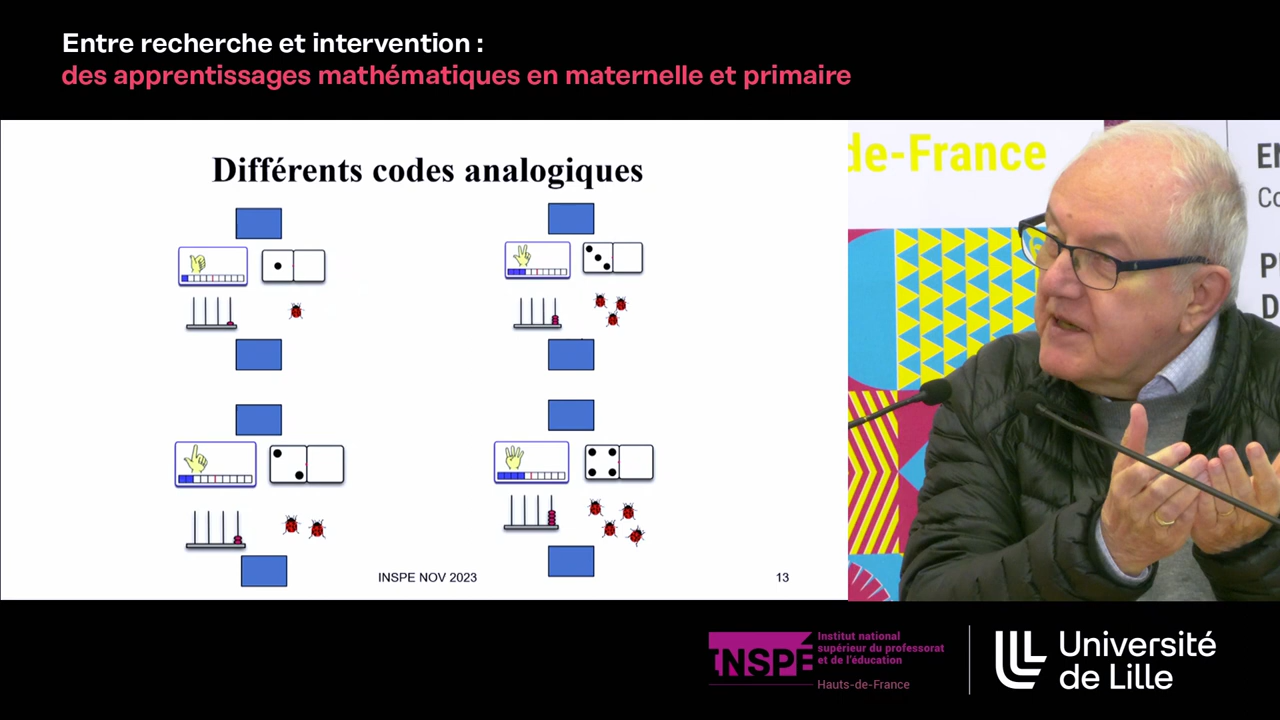 Entre recherche et intervention :
des apprentissages mathématiques en maternelle et primaire
Différents codes analogiques
INSPE NOV 2023
13
de-France
INSPÉ
Institut national
supérieur du professorat
et de l'éducation
Hauts-de-France
Université
de Lille